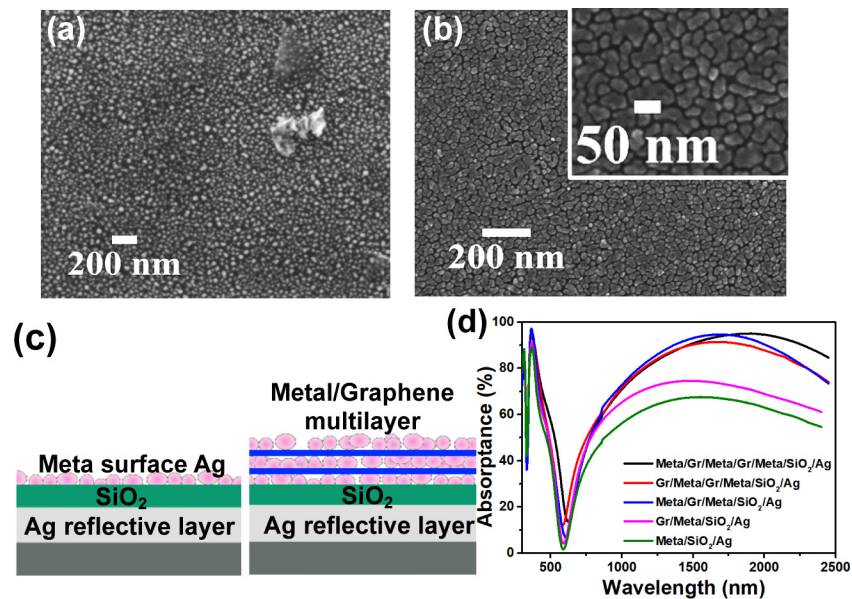 (a)
200 nm
(b)
200 nm
50 nm
(c)
Meta surface Ag
SiO₂
Ag reflective layer
Metal/Graphene
multilayer
SiO₂
Ag reflective layer
(d)
Absorptance (%)
100
80
60
40
20
0
Meta/Gr/Meta/Gr/Meta/SiO₂/Ag
Gr/Meta/Gr/Meta/SiO₂/Ag
Meta/Gr/Meta/SiO₂/Ag
Gr/Meta/SiO₂/Ag
Meta/SiO₂/Ag
500 1000 1500 2000 2500
Wavelength (nm)